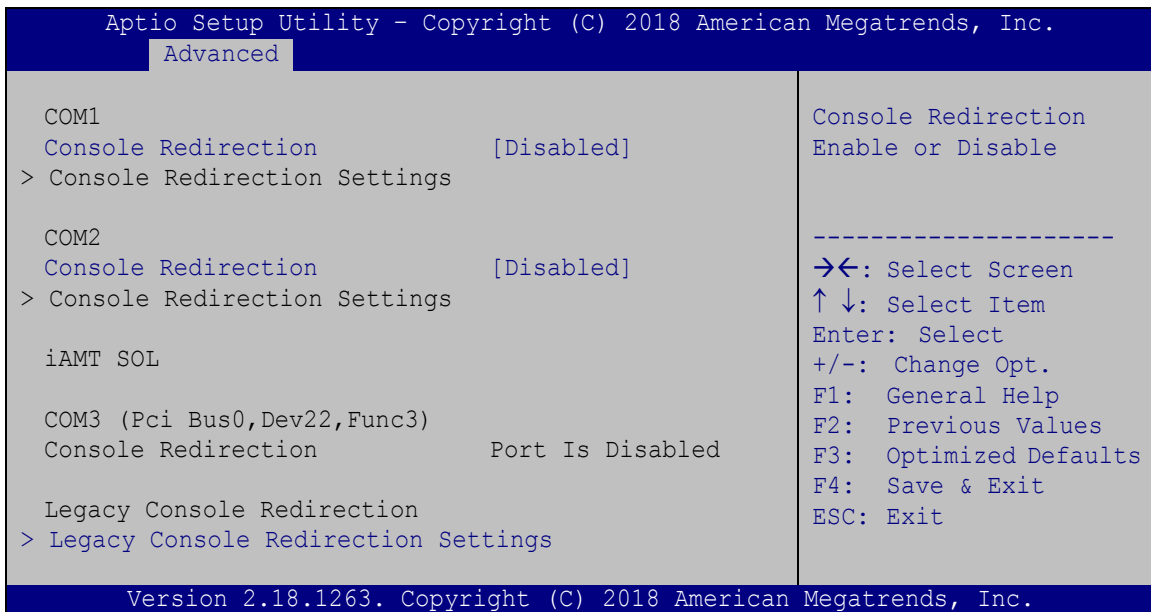 Aptio Setup Utility – Copyright (C) 2018 American Megatrends, Inc.
Advanced
COM1
Console Redirection [Disabled]
> Console Redirection Settings
COM2
Console Redirection [Disabled]
> Console Redirection Settings
iAMT SOL
COM3 (Pci Bus0,Dev22,Func3)
Console Redirection Port Is Disabled
Legacy Console Redirection
> Legacy Console Redirection Settings
Console Redirection
Enable or Disable
---------------------
→←: Select Screen
↑ ↓: Select Item
Enter: Select
+/-: Change Opt.
F1: General Help
F2: Previous Values
F3: Optimized Defaults
F4: Save & Exit
ESC: Exit
Version 2.18.1263. Copyright (C) 2018 American Megatrends, Inc.